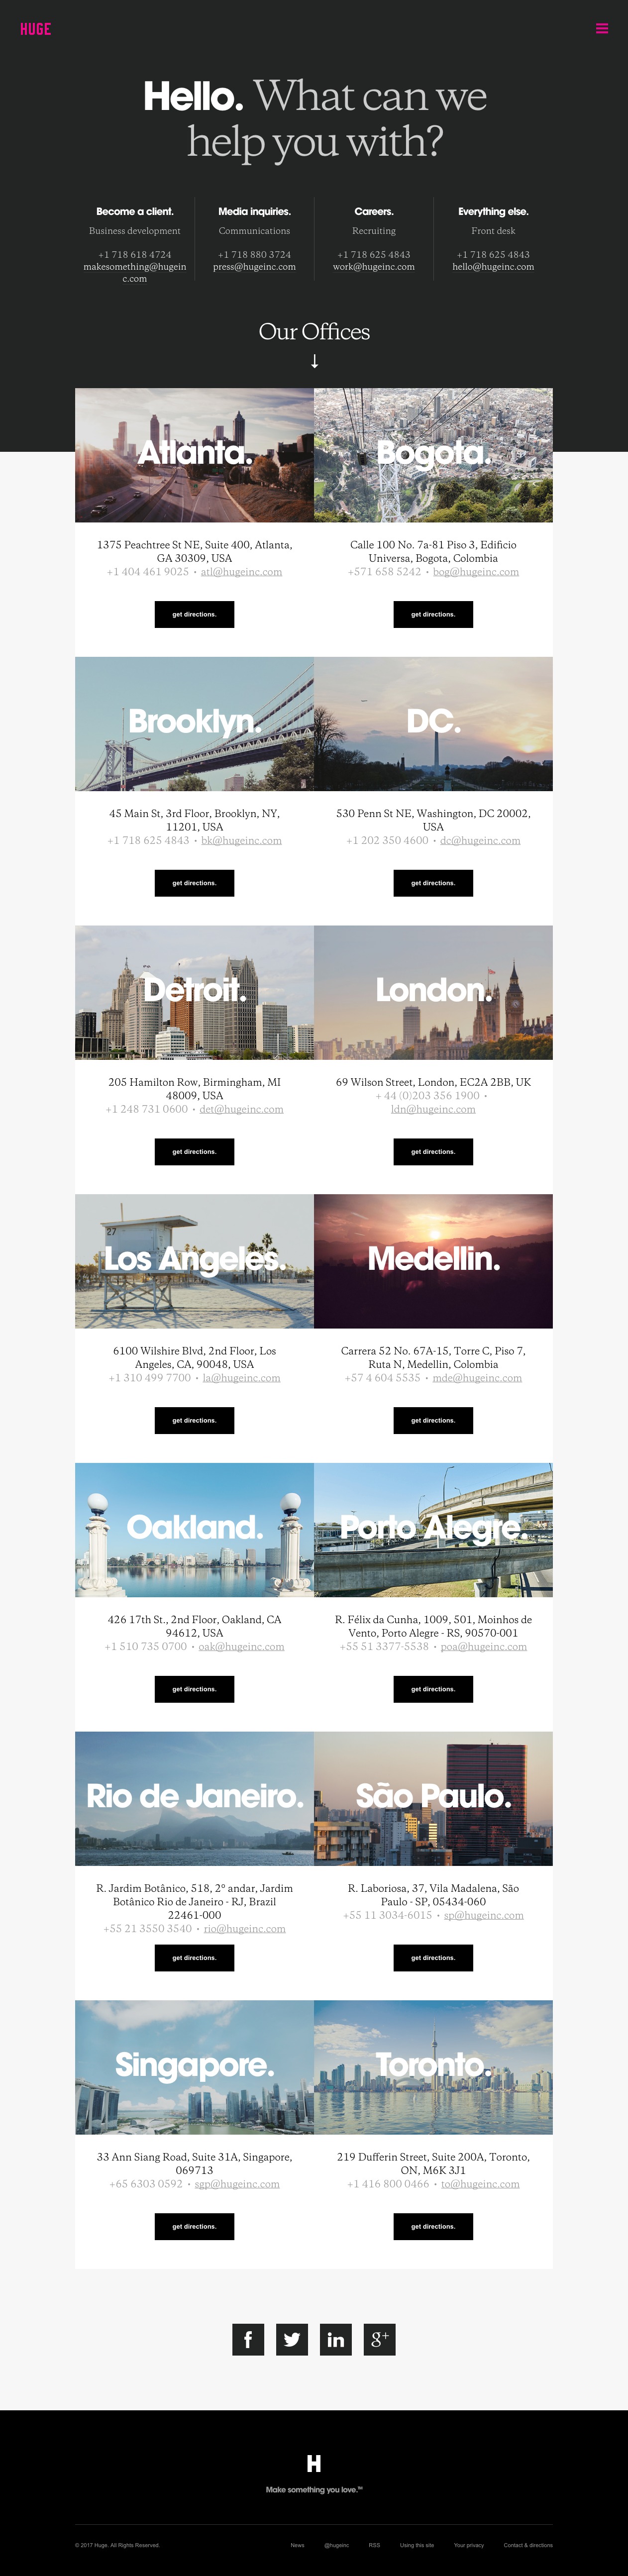 HUGE
Hello. What can we
help you with?
Become a client.
Business development
+1 718 618 4724
makesomething@hugein
c.com
Media inquiries.
Communications
+1 718 880 3724
press@hugeinc.com
Careers.
Recruiting
+1 718 625 4843
work@hugeinc.com
Everything else.
Front desk
+1 718 625 4843
hello@hugeinc.com
Our Offices
Atlanta.
1375 Peachtree St NE, Suite 400, Atlanta,
GA 30309, USA
+1 404 461 9025 • atl@hugeinc.com
get directions.
Bogota.
Calle 100 No. 7a-81 Piso 3, Edificio
Universa, Bogota, Colombia
+571 658 5242 • bog@hugeinc.com
get directions.
Brooklyn.
45 Main St, 3rd Floor, Brooklyn, NY,
11201, USA
+1 718 625 4843 • bk@hugeinc.com
get directions.
DC.
530 Penn St NE, Washington, DC 20002,
USA
+1 202 350 4600 • dc@hugeinc.com
get directions.
Detroit.
205 Hamilton Row, Birmingham, MI
48009, USA
+1 248 731 0600 • det@hugeinc.com
get directions.
London.
69 Wilson Street, London, EC2A 2BB, UK
+ 44 (0)203 356 1900 •
ldn@hugeinc.com
get directions.
27
Los Angeles.
6100 Wilshire Blvd, 2nd Floor, Los
Angeles, CA, 90048, USA
+1 310 499 7700 • la@hugeinc.com
get directions.
Medellin.
Carrera 52 No. 67A-15, Torre C, Piso 7,
Ruta N, Medellin, Colombia
+57 4 604 5535 • mde@hugeinc.com
get directions.
Oakland.
426 17th St., 2nd Floor, Oakland, CA
94612, USA
+1 510 735 0700 • oak@hugeinc.com
get directions.
Porto Alegre.
R. Félix da Cunha, 1009, 501, Moinhos de
Vento, Porto Alegre - RS, 90570-001
+55 51 3377-5538 • poa@hugeinc.com
get directions.
Rio de Janeiro.
R. Jardim Botânico, 518, 2º andar, Jardim
Botânico Rio de Janeiro - RJ, Brazil
22461-000
+55 21 3550 3540 • rio@hugeinc.com
get directions.
São Paulo.
R. Laboriosa, 37, Vila Madalena, São
Paulo - SP, 05434-060
+55 11 3034-6015 • sp@hugeinc.com
get directions.
Singapore.
33 Ann Siang Road, Suite 31A, Singapore,
069713
+65 6303 0592 • sgp@hugeinc.com
get directions.
Toronto.
219 Dufferin Street, Suite 200A, Toronto,
ON, M6K 3J1
+1 416 800 0466 • to@hugeinc.com
get directions.
f
in
g+
H
Make something you love.™
© 2017 Huge. All Rights Reserved.
News
@hugeinc
RSS
Using this site
Your privacy
Contact & directions